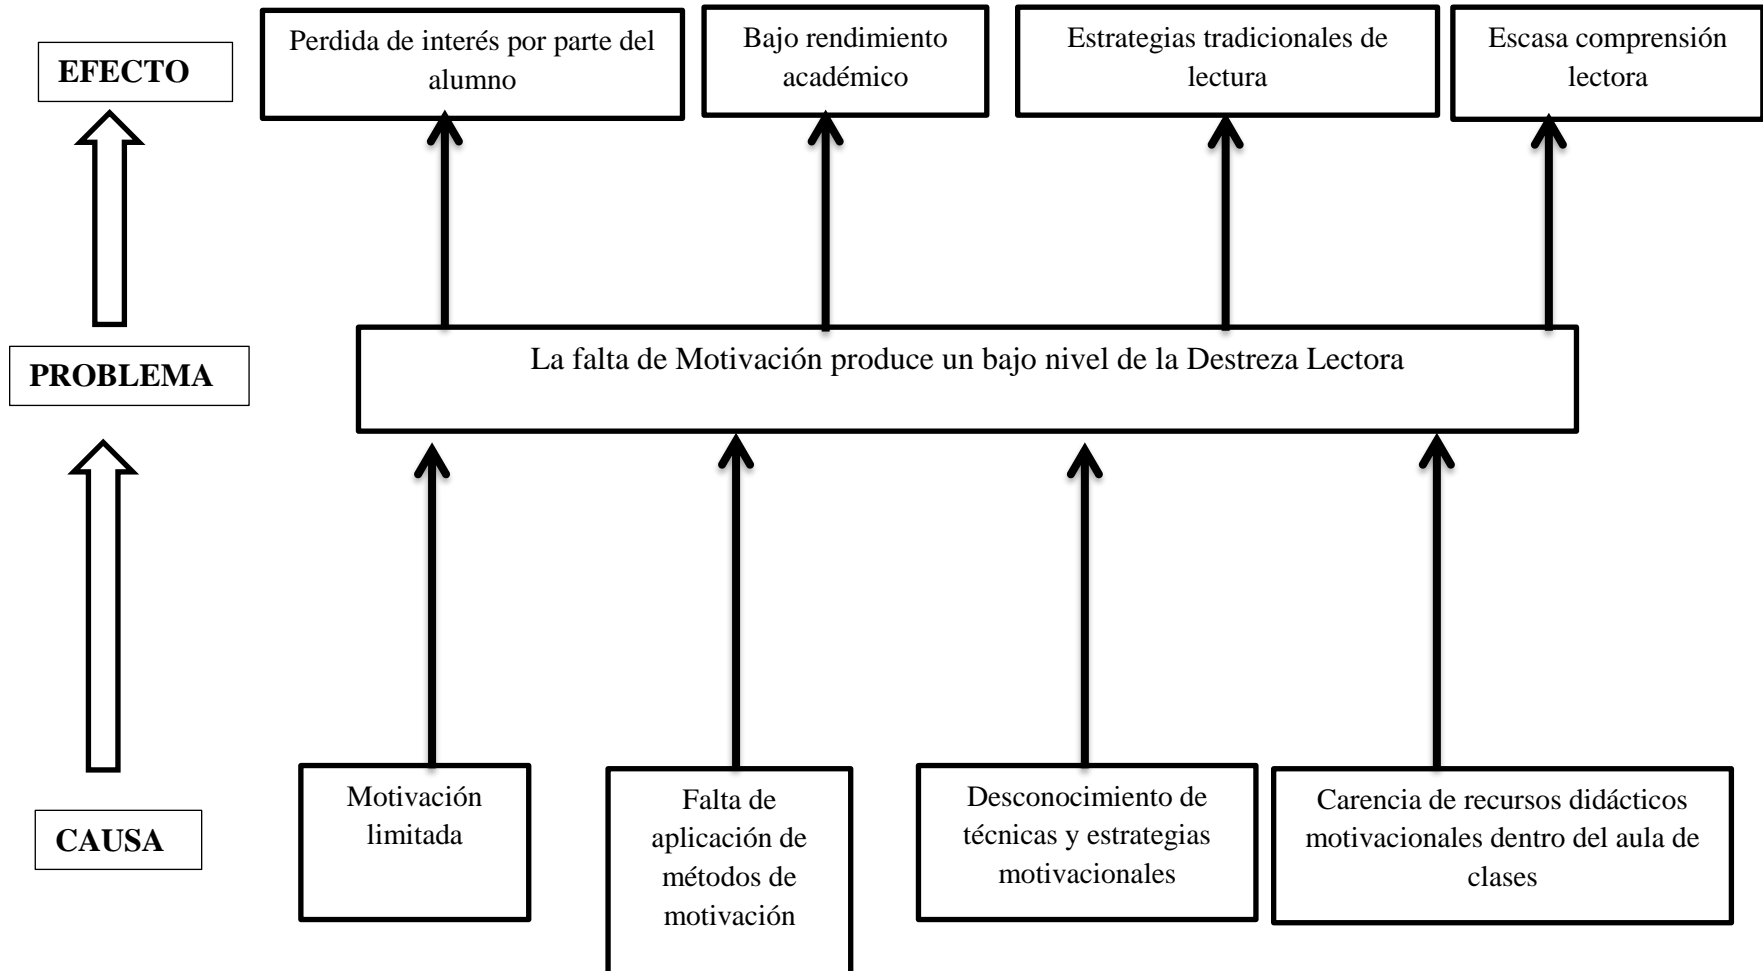 EFECTO
Perdida de interés por parte del
alumno
Bajo rendimiento
académico
Estrategias tradicionales de
lectura
Escasa comprensión
lectora
PROBLEMA
La falta de Motivación produce un bajo nivel de la Destreza Lectora
CAUSA
Motivación
limitada
Falta de
aplicación de
métodos de
motivación
Desconocimiento de
técnicas y estrategias
motivacionales
Carencia de recursos didácticos
motivacionales dentro del aula de
clases